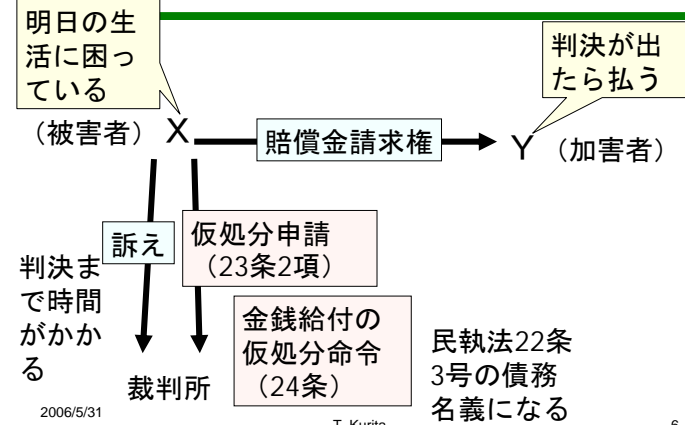 明日の生
活に困っ
ている
判決が出
たら払う
（被害者） X
賠償金請求権
Y （加害者）
訴え
仮処分申請
（23条2項）
判決ま
で時間
がかか
る
金銭給付の
仮処分命令
（24条）
民執法22条
3号の債務
名義になる
裁判所
2006/5/31
T. Kurita
6